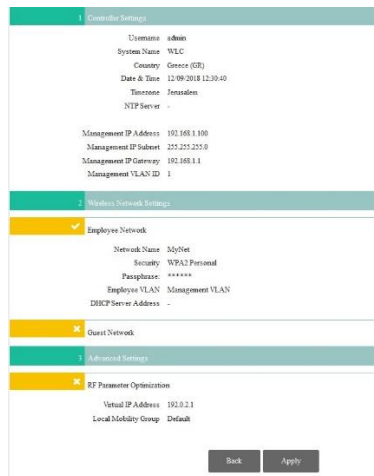 1 Controller Settings
Username admin
System Name WLC
Country Greece (GR)
Date & Time 12/09/2018 12:30:40
Timezone Jerusalem
NTP Server -
Management IP Address 192.168.1.100
Management IP Subnet 255.255.255.0
Management IP Gateway 192.168.1.1
Management VLAN ID 1
2 Wireless Network Settings
Employee Network
Network Name MyNet
Security WPA2 Personal
Passphrase: ******
Employee VLAN Management VLAN
DHCP Server Address -
Guest Network
3 Advanced Settings
RF Parameter Optimization
Virtual IP Address 192.0.2.1
Local Mobility Group Default
Back Apply